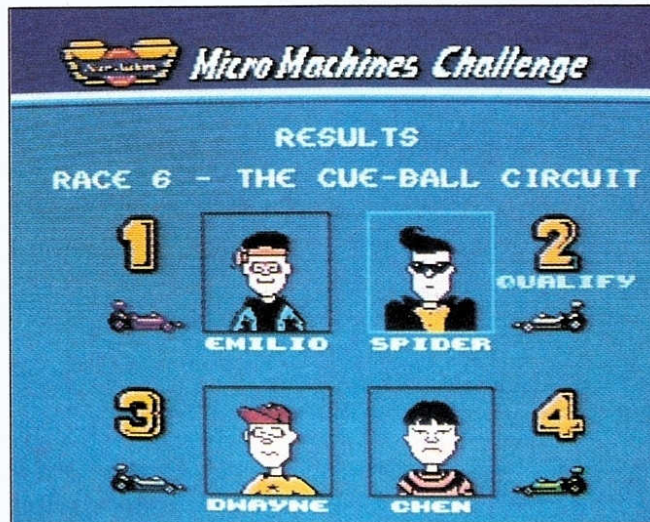 Micro Machines Challenge
RESULTS
RACE 6 - THE CUE-BALL CIRCUIT
1
2
QUALIFY
EMILIO
SPIDER
3
4
DWAYNE
CHEN